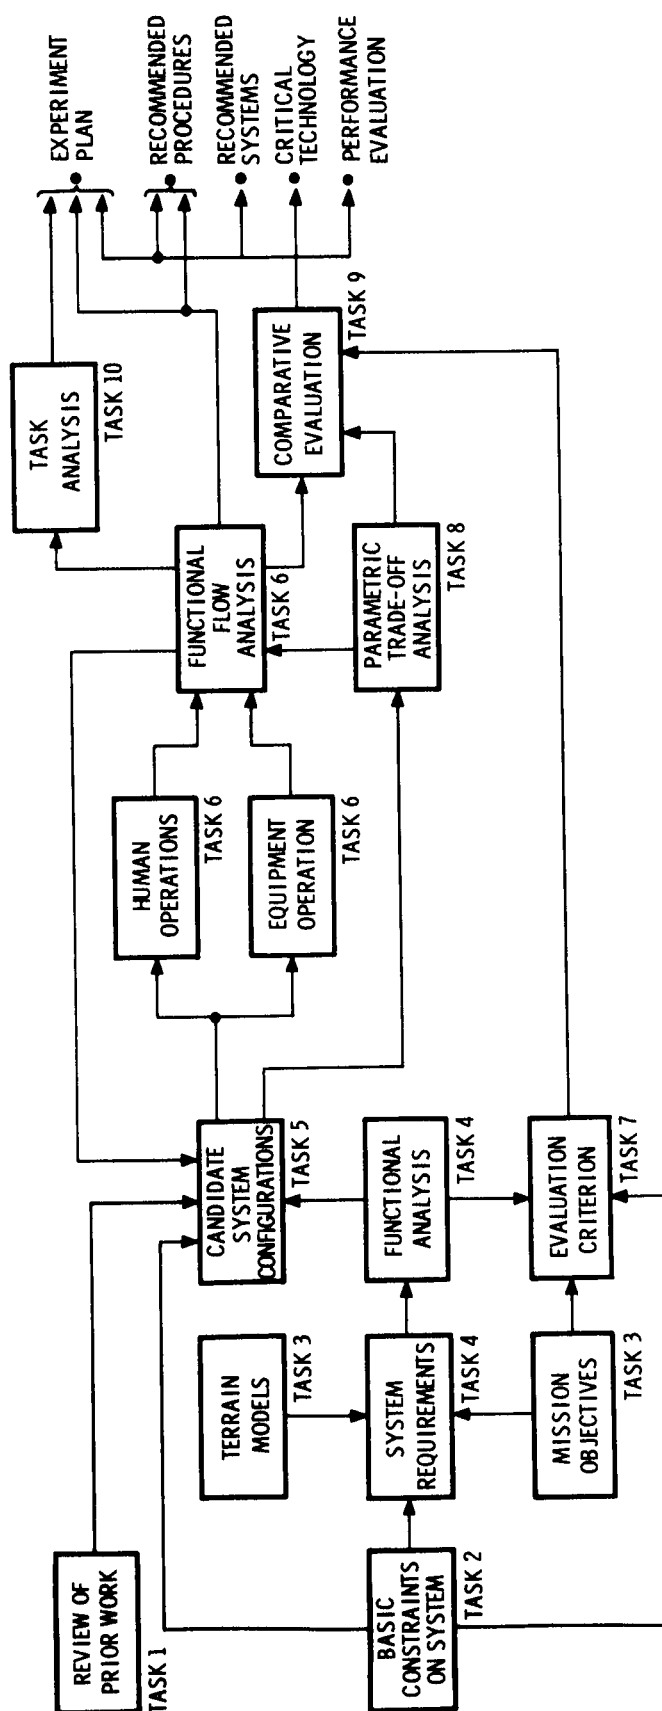 REVIEW OF
PRIOR WORK
TASK 1
BASIC
CONSTRAINTS
ON SYSTEM
TASK 2
TERRAIN
MODELS
TASK 3
SYSTEM
REQUIREMENTS
TASK 4
MISSION
OBJECTIVES
TASK 3
CANDIDATE
SYSTEM
CONFIGURATIONS
TASK 5
FUNCTIONAL
ANALYSIS
TASK 4
EVALUATION
CRITERION
TASK 7
HUMAN
OPERATIONS
TASK 6
EQUIPMENT
OPERATION
TASK 6
FUNCTIONAL
FLOW
ANALYSIS
TASK 6
PARAMETRIC
TRADE-OFF
ANALYSIS
TASK 8
TASK
ANALYSIS
TASK 10
COMPARATIVE
EVALUATION
TASK 9
EXPERIMENT
PLAN
RECOMMENDED
PROCEDURES
RECOMMENDED
SYSTEMS
CRITICAL
TECHNOLOGY
PERFORMANCE
EVALUATION